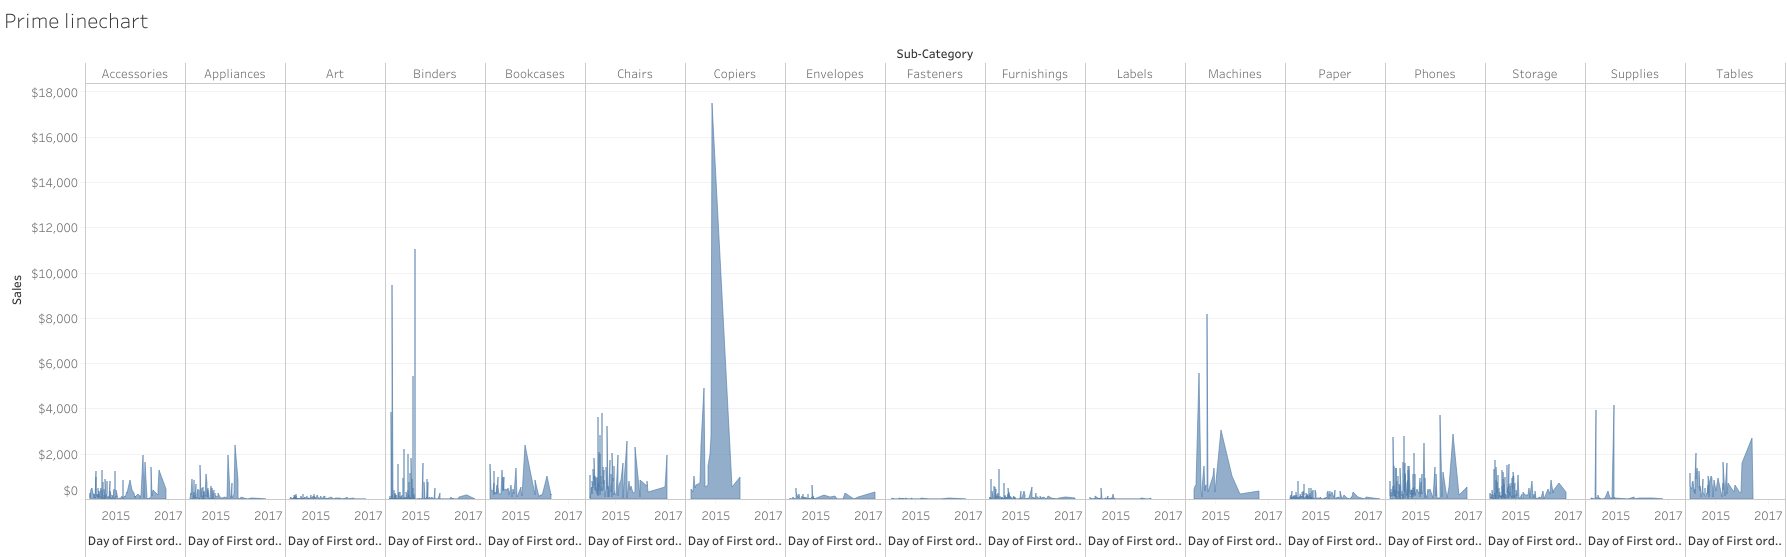 Prime linechart
Sub-Category
Accessories Appliances Art Binders Bookcases Chairs Copiers Envelopes Fasteners Furnishings Labels Machines Paper Phones Storage Supplies Tables
$18,000
$16,000
$14,000
$12,000
$10,000
$8,000
$6,000
$4,000
$2,000
$0
Sales
2015 2017 2015 2017 2015 2017 2015 2017 2015 2017 2015 2017 2015 2017 2015 2017 2015 2017 2015 2017 2015 2017 2015 2017 2015 2017 2015 2017 2015 2017 2015 2017 2015 2017
Day of First ord.. Day of First ord.. Day of First ord.. Day of First ord.. Day of First ord.. Day of First ord.. Day of First ord.. Day of First ord.. Day of First ord.. Day of First ord.. Day of First ord.. Day of First ord.. Day of First ord.. Day of First ord.. Day of First ord.. Day of First ord.. Day of First ord..